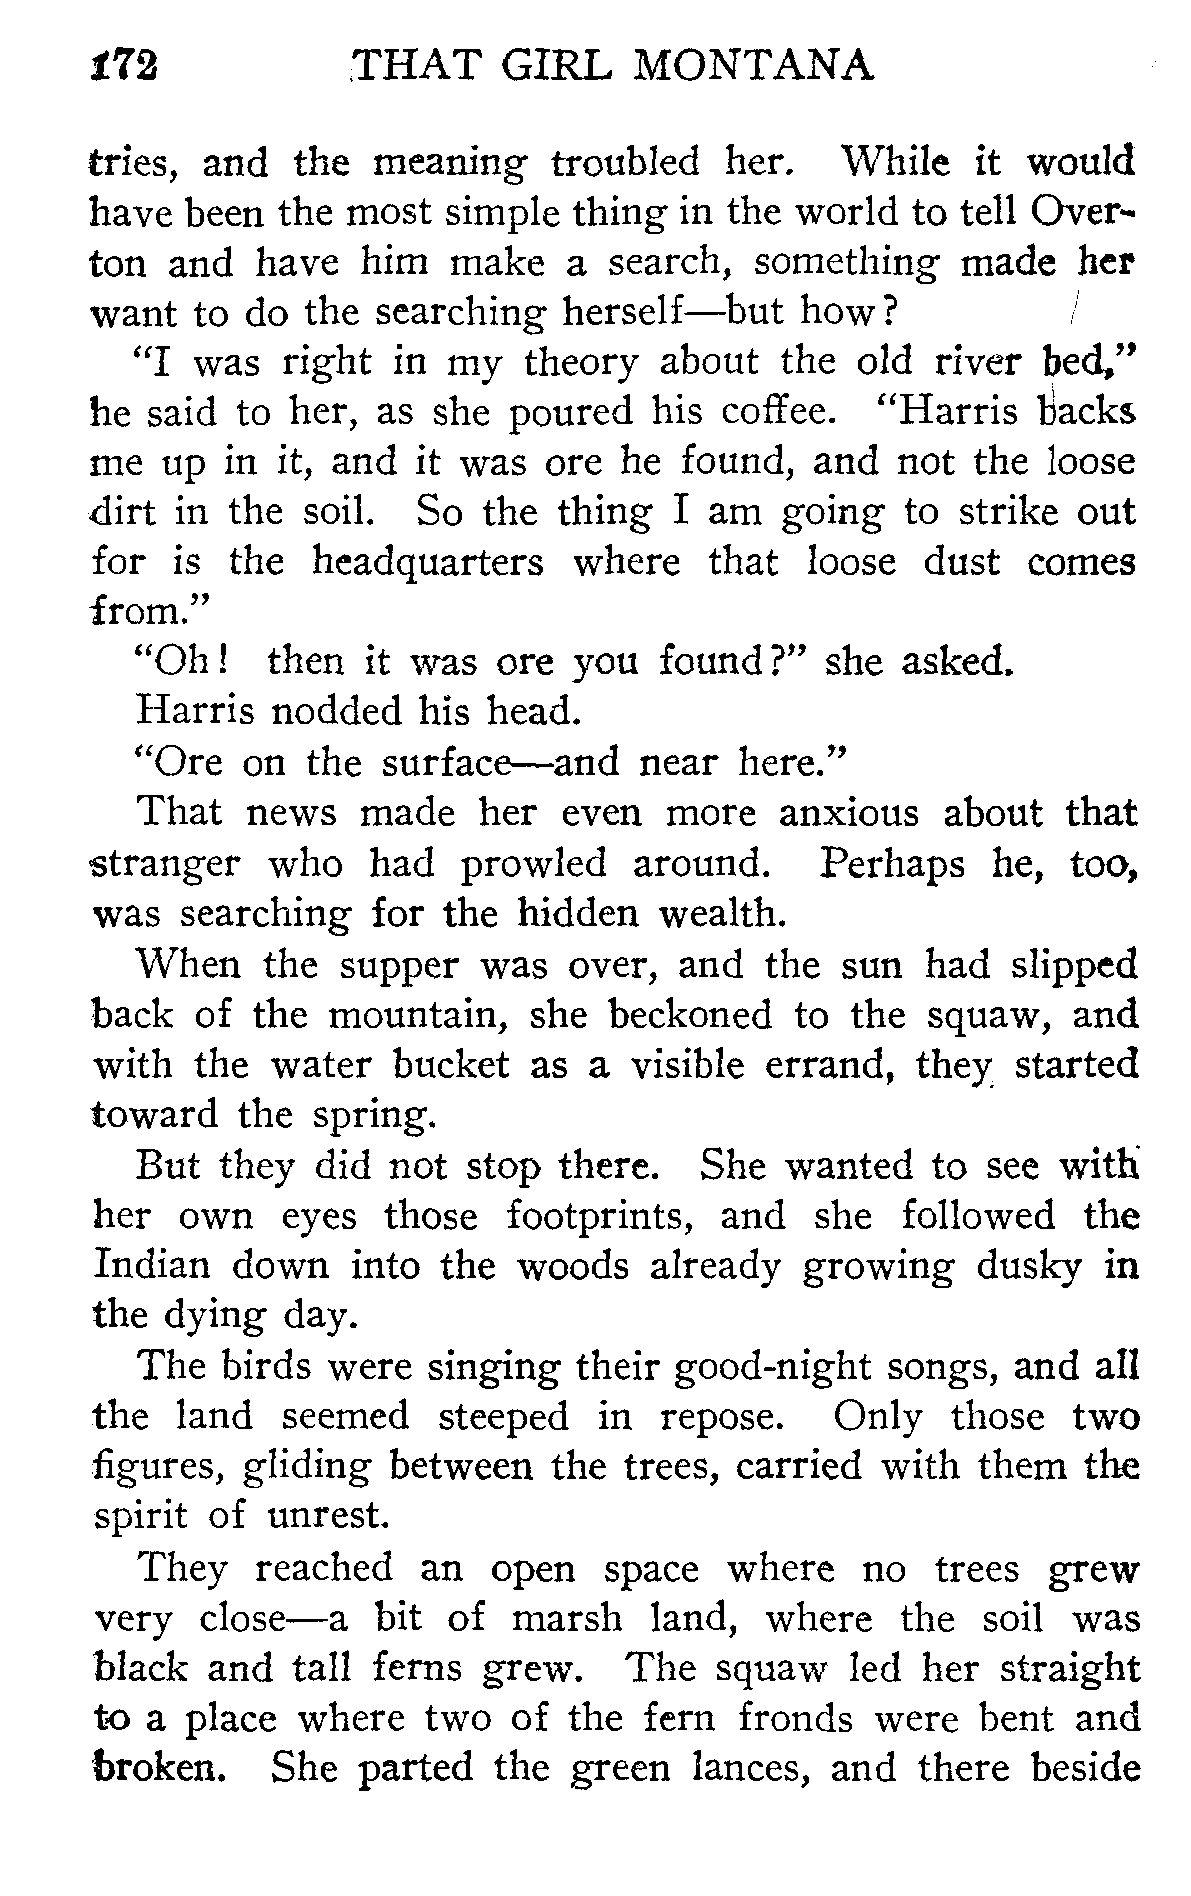 172 THAT GIRL MONTANA
tries, and the meaning troubled her. While it would
have been the most simple thing in the world to tell Over-
ton and have him make a search, something made her
want to do the searching herself—but how?
"I was right in my theory about the old river bed,"
he said to her, as she poured his coffee. "Harris backs
me up in it, and it was ore he found, and not the loose
dirt in the soil. So the thing I am going to strike out
for is the headquarters where that loose dust comes
from."
"Oh! then it was ore you found?" she asked.
Harris nodded his head.
"Ore on the surface—and near here."
That news made her even more anxious about that
stranger who had prowled around. Perhaps he, too,
was searching for the hidden wealth.
When the supper was over, and the sun had slipped
back of the mountain, she beckoned to the squaw, and
with the water bucket as a visible errand, they started
toward the spring.
But they did not stop there. She wanted to see with
her own eyes those footprints, and she followed the
Indian down into the woods already growing dusky in
the dying day.
The birds were singing their good-night songs, and all
the land seemed steeped in repose. Only those two
figures, gliding between the trees, carried with them the
spirit of unrest.
They reached an open space where no trees grew
very close—a bit of marsh land, where the soil was
black and tall ferns grew. The squaw led her straight
to a place where two of the fern fronds were bent and
broken. She parted the green lances, and there beside